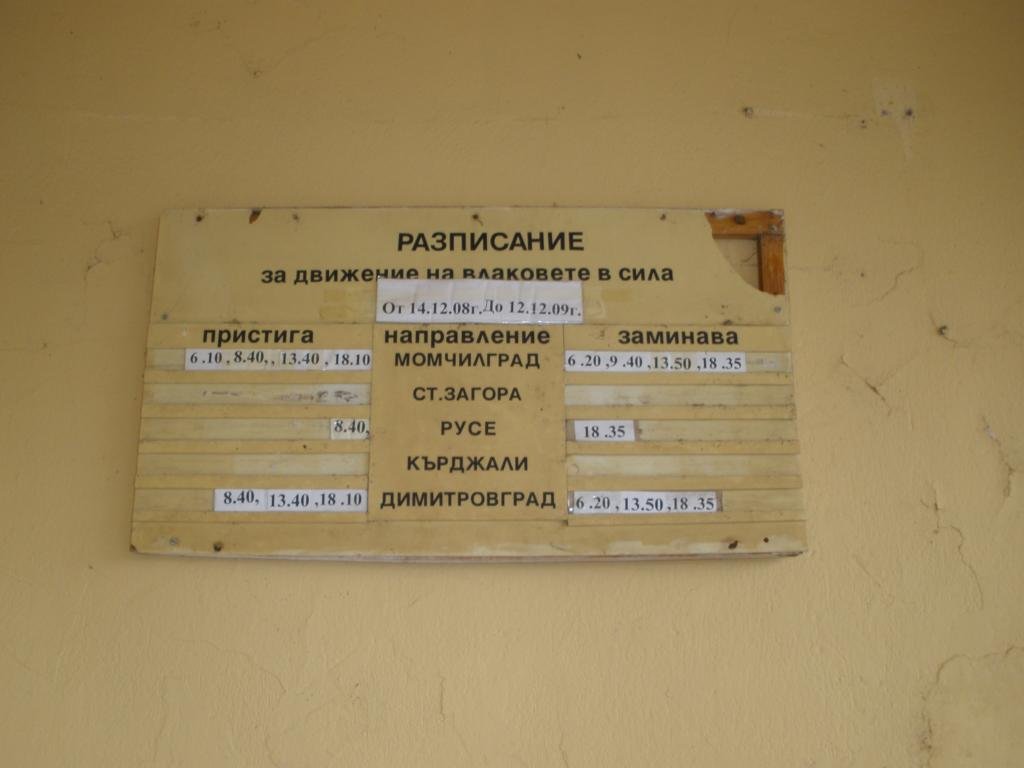 РАЗПИСАНИЕ
за движение на влаковете в сила
От 14.12.08г. До 12.12.09г.
пристига направление заминава
6.10, 8.40,, 13.40, 18.10 МОМЧИЛГРАД 6.20, 9.40, 13.50, 18.35
СТ.ЗАГОРА
8.40, РУСЕ 18.35
КЪРДЖАЛИ
8.40, 13.40, 18.10 ДИМИТРОВГРАД 6.20, 13.50, 18.35